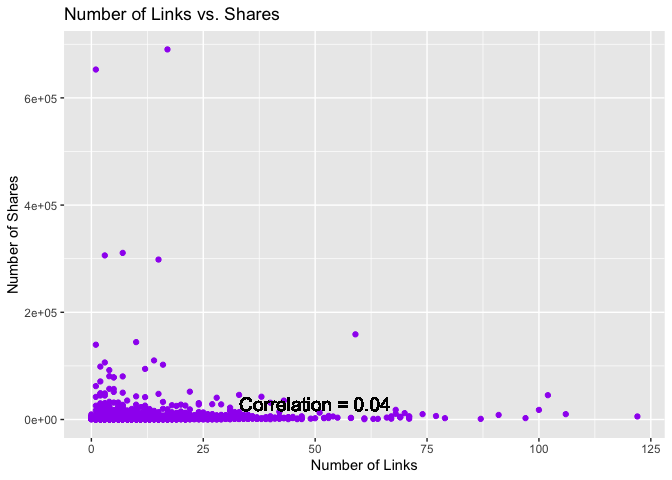 Number of Links vs. Shares
Number of Shares
6e+05
4e+05
2e+05
0e+00
Correlation = 0.04
0
25
50
75
100
125
Number of Links